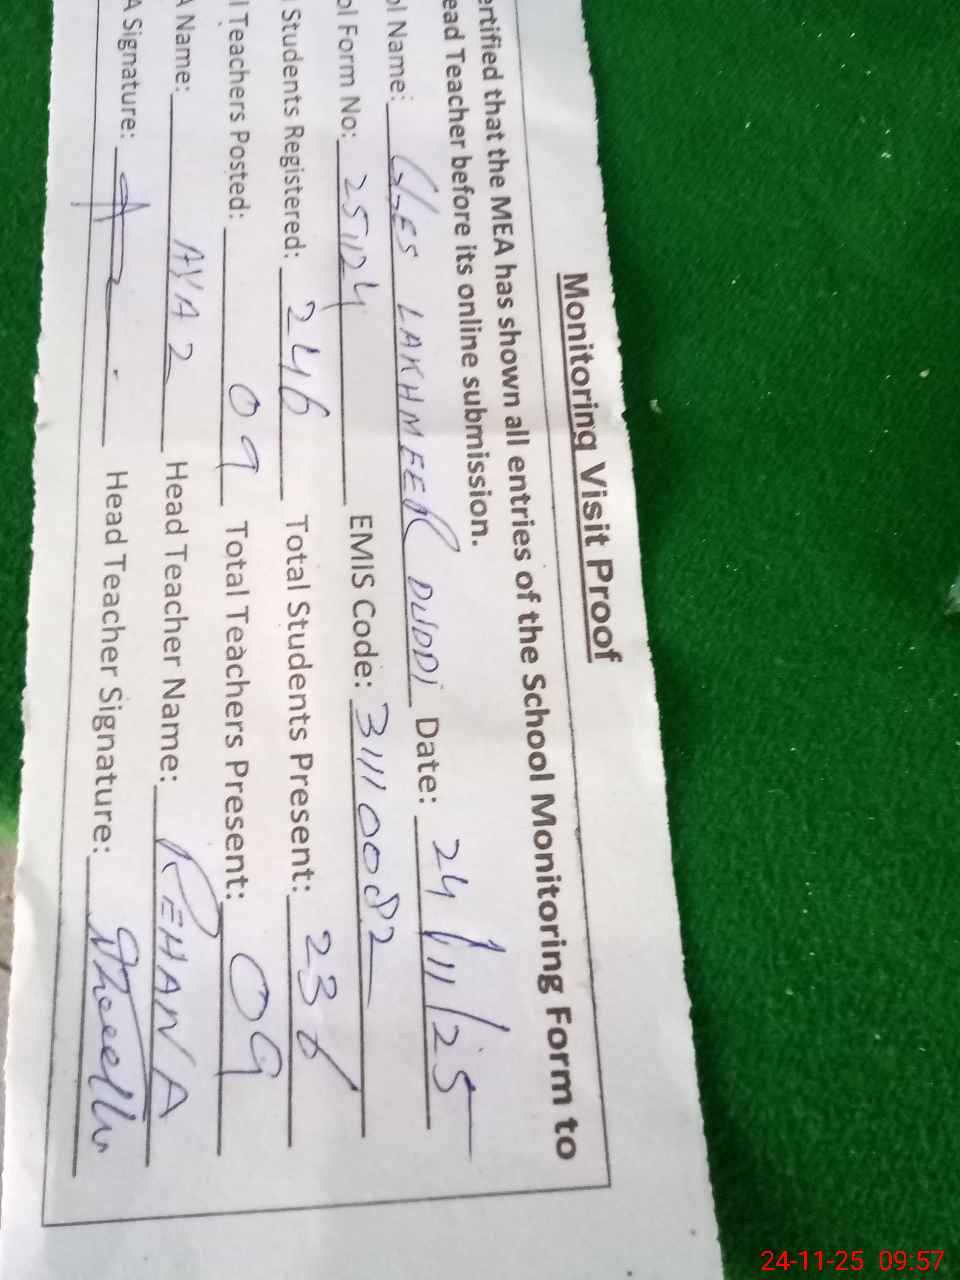 Monitoring Visit Proof
ertified that the MEA has shown all entries of the School Monitoring Form to
ead Teacher before its online submission.
ol Name: GGES LAKHMEER DUDDI Date: 24/11/25
ol Form No: 251124 EMIS Code: 31110082
l Students Registered: 246 Total Students Present: 236
l Teachers Posted: 09 Total Teachers Present: 09
A Name: Head Teacher Name: REHANA
A Signature: Head Teacher Signature:
24-11-25 09:57